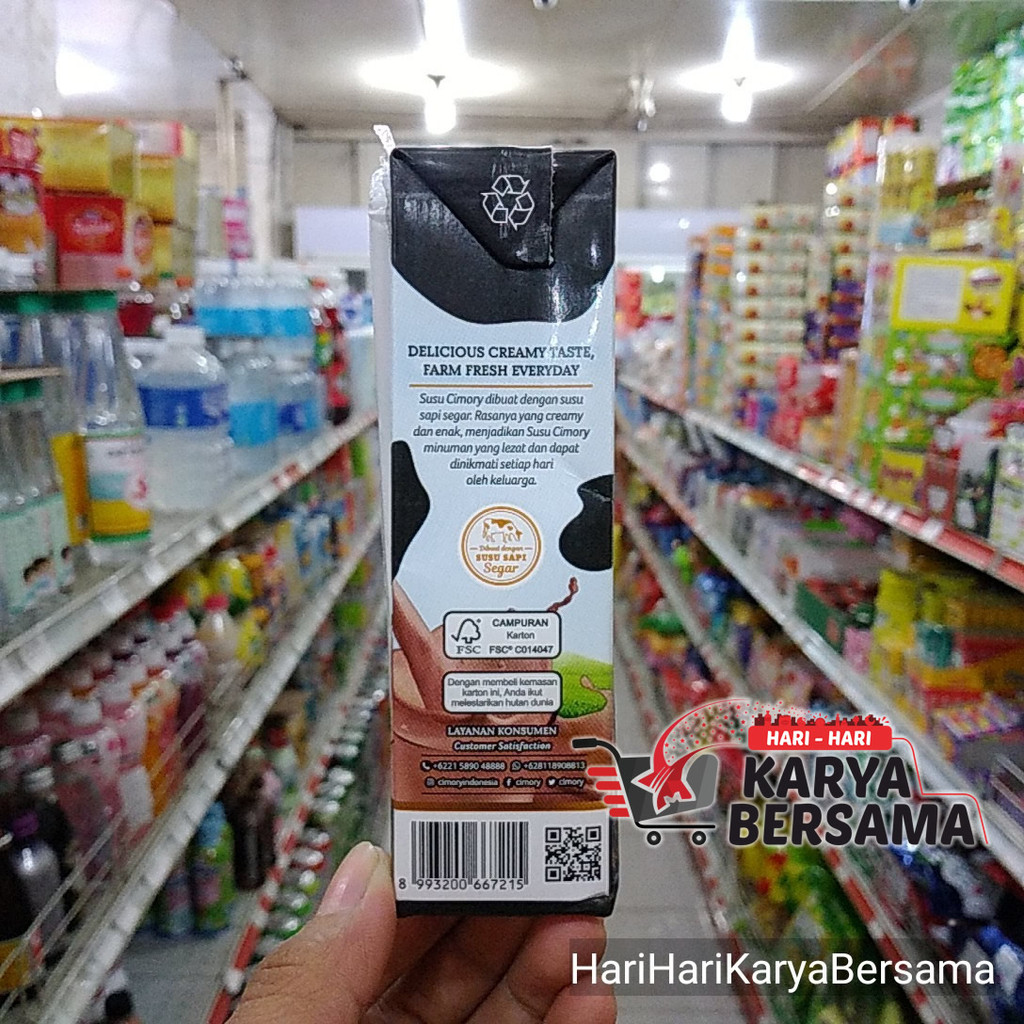 DELICIOUS CREAMY TASTE,
FARM FRESH EVERYDAY
Susu Cimory dibuat dengan susu
sapi segar. Rasanya yang creamy
dan enak, menjadikan Susu Cimory
minuman yang lezat dan dapat
dinikmati setiap hari
oleh keluarga.
Dibuat dengan
SUSU SAPI
Segar
FSC
CAMPURAN
Karton
FSC® C014047
Dengan membeli kemasan
karton ini, Anda ikut
melestarikan hutan dunia
LAYANAN KONSUMEN
Customer Satisfaction
+6221 5890 48888 +628118908813
cimoryindonesia cimory cimory
8 993200 667215
HARI - HARI
KARYA
BERSAMA
HariHariKaryaBersama